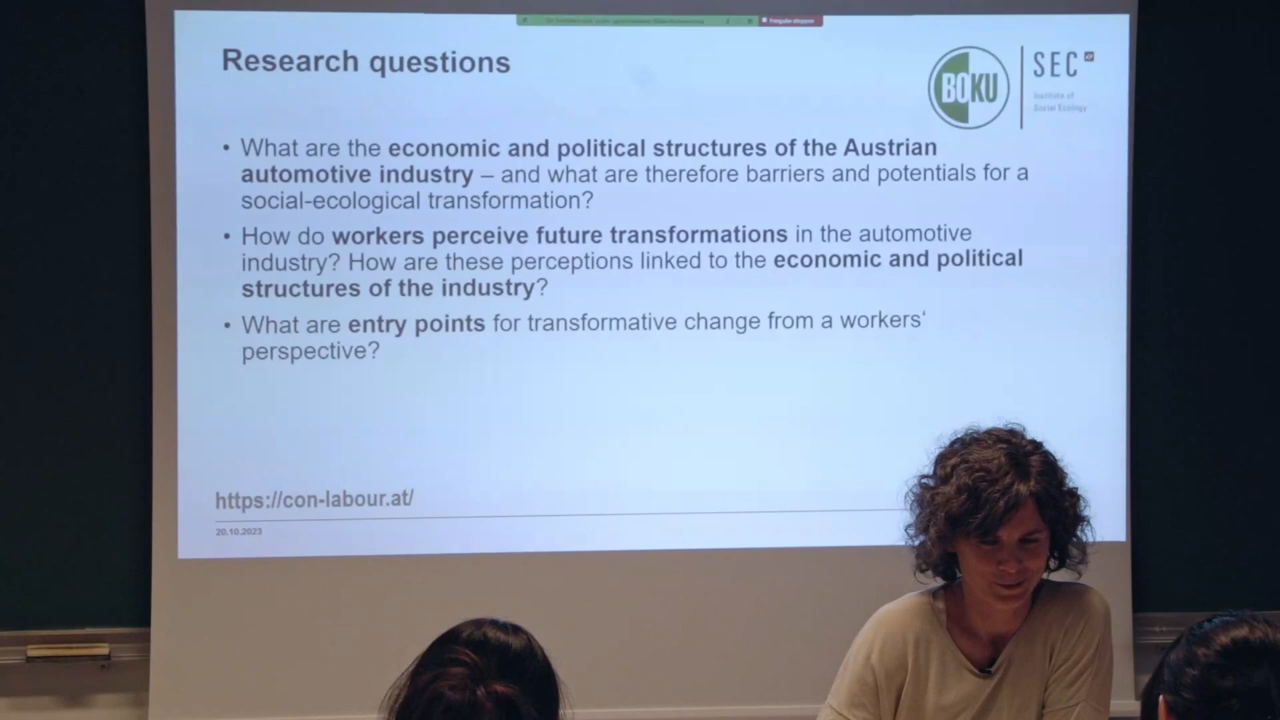 Freigabe stoppen
Research questions
BOKU
SEC
Institute of
Social Ecology
• What are the economic and political structures of the Austrian
automotive industry – and what are therefore barriers and potentials for a
social-ecological transformation?
• How do workers perceive future transformations in the automotive
industry? How are these perceptions linked to the economic and political
structures of the industry?
• What are entry points for transformative change from a workers‘
perspective?
https://con-labour.at/
20.10.2023